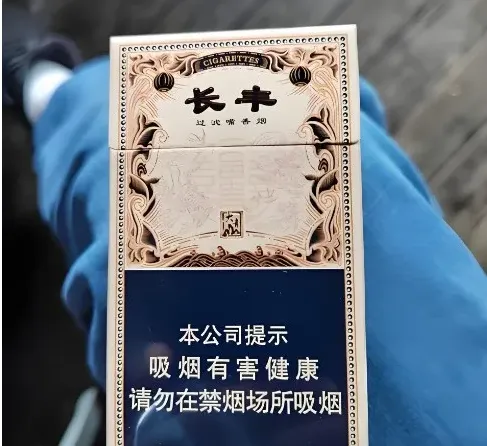 CIGARETTES
长丰
过滤嘴香烟
本公司提示
吸烟有害健康
请勿在禁烟场所吸烟